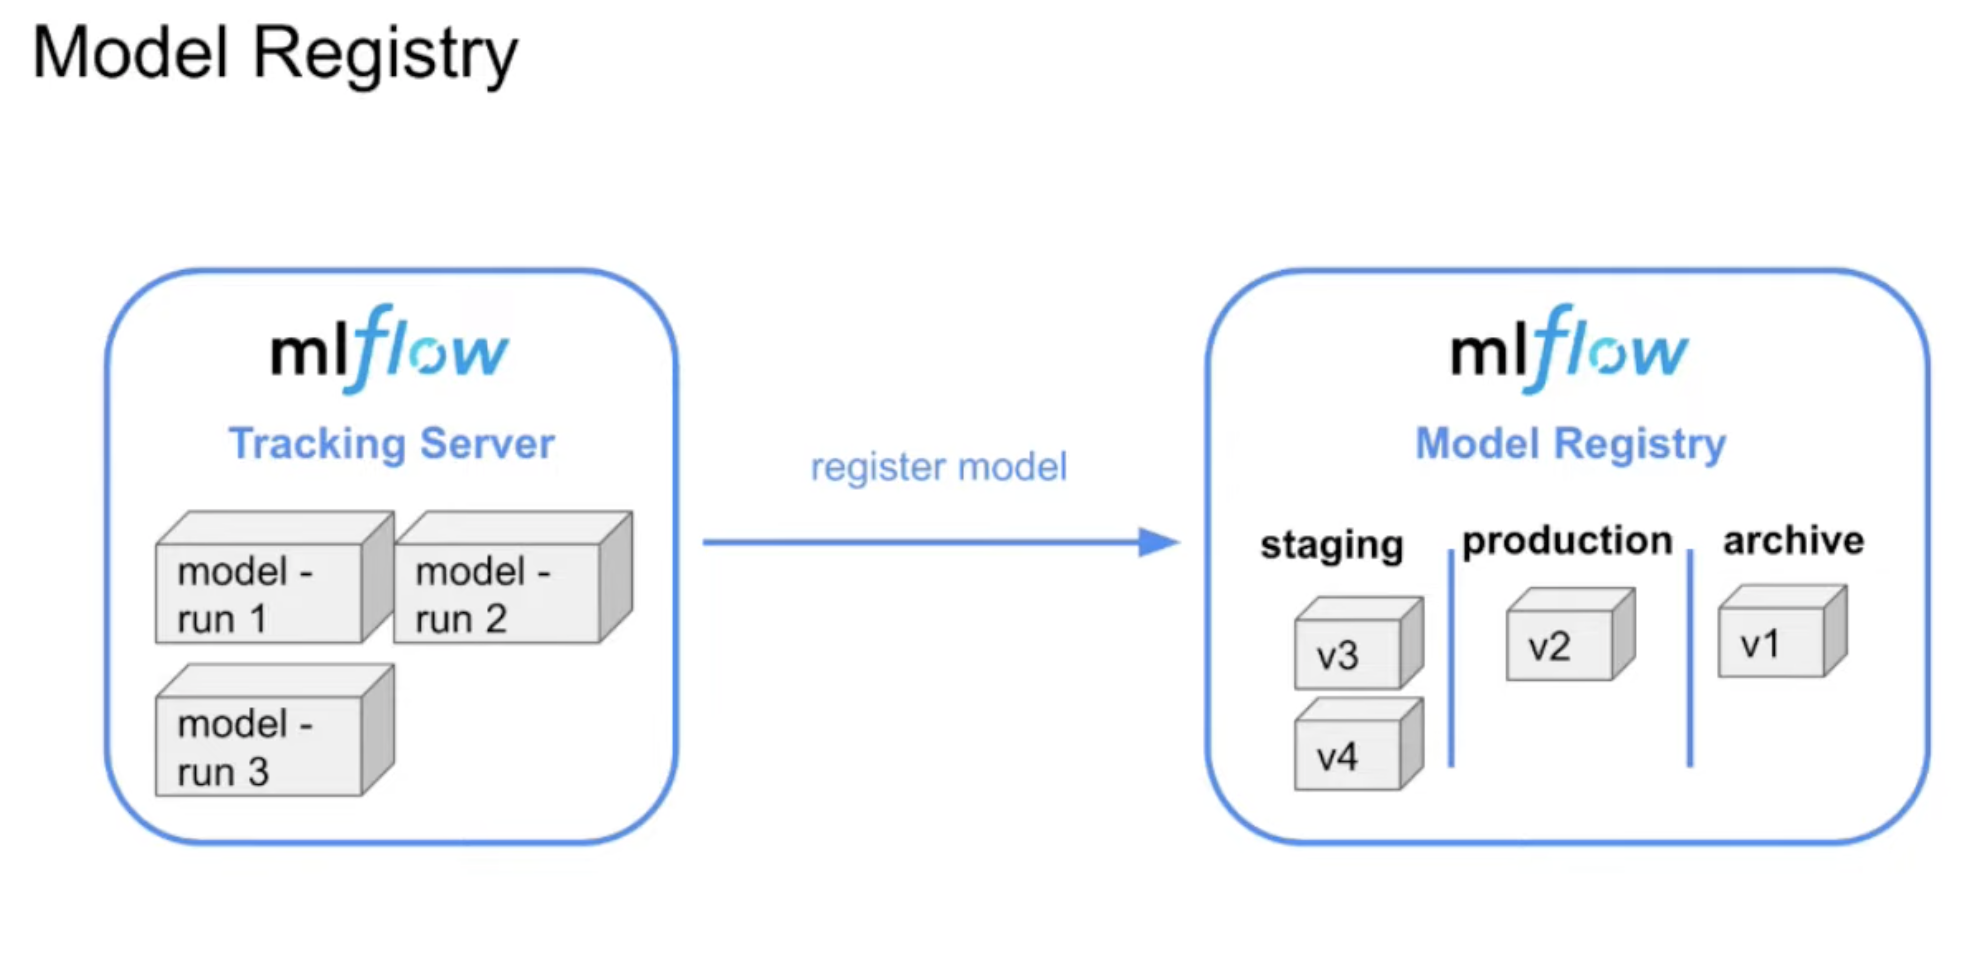 Model Registry
mlflow
Tracking Server
model -
run 1
model -
run 2
model -
run 3
register model
mlflow
Model Registry
staging
production
archive
v3
v2
v1
v4